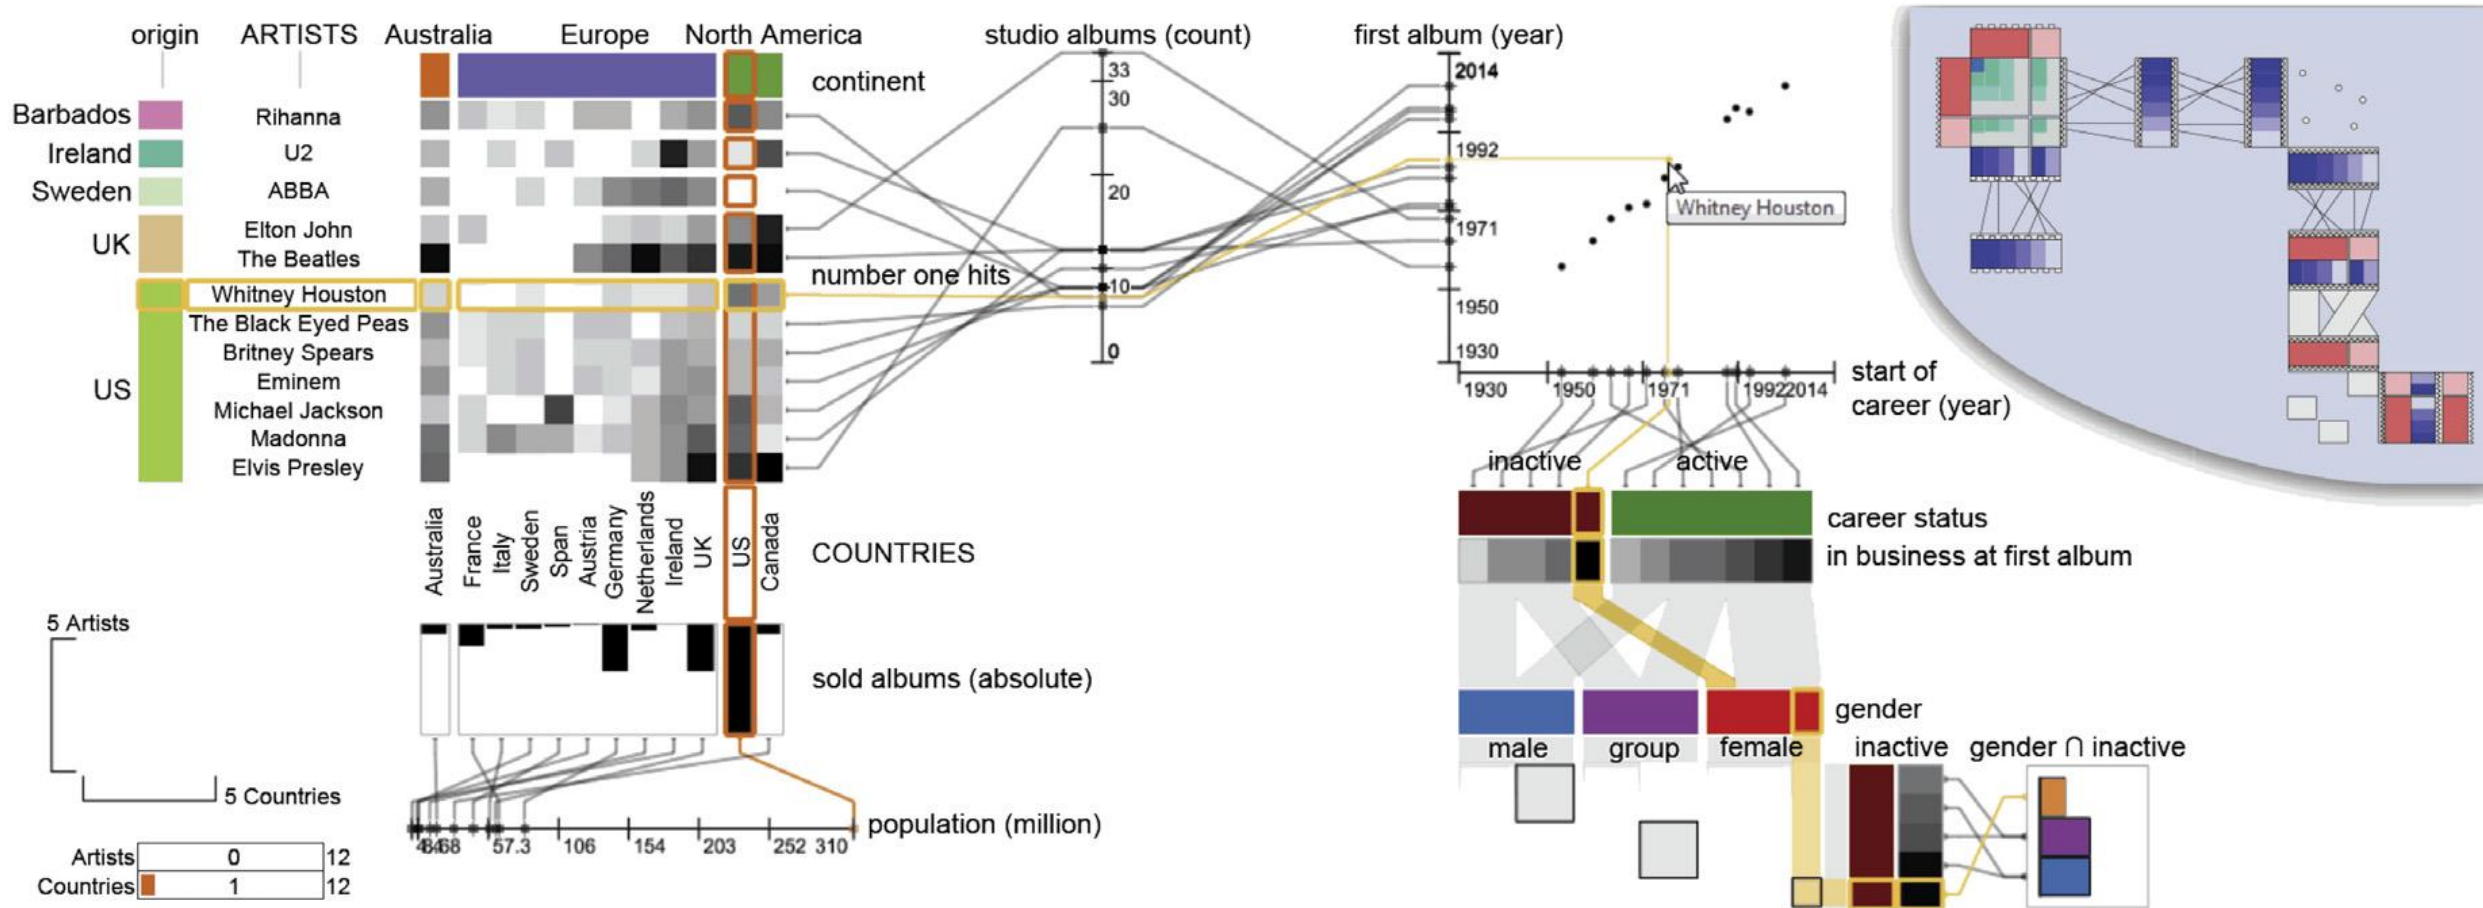 origin ARTISTS Australia Europe North America studio albums (count) first album (year)
continent
Barbados Rihanna
Ireland U2
Sweden ABBA
UK
Elton John
The Beatles
number one hits
US
Whitney Houston
The Black Eyed Peas
Britney Spears
Eminem
Michael Jackson
Madonna
Elvis Presley
33
30
20
10
0
2014
1992
1971
1950
1930
Whitney Houston
1930 1950 1971 1992 2014
start of
career (year)
Australia France Italy Sweden Span Austria Germany Netherlands Ireland UK US Canada
COUNTRIES
inactive active
career status
in business at first album
5 Artists
5 Countries
sold albums (absolute)
57.3 106 154 203 252 310
population (million)
gender
male group female inactive gender ∩ inactive
Artists 0 12
Countries 1 12